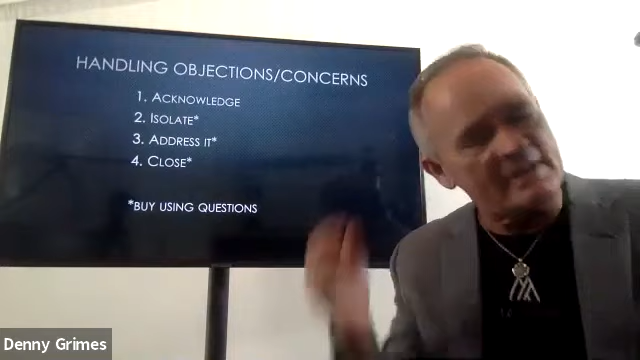 HANDLING OBJECTIONS/CONCERNS
1. ACKNOWLEDGE
2. ISOLATE*
3. ADDRESS IT*
4. CLOSE*
*BUY USING QUESTIONS
Denny Grimes